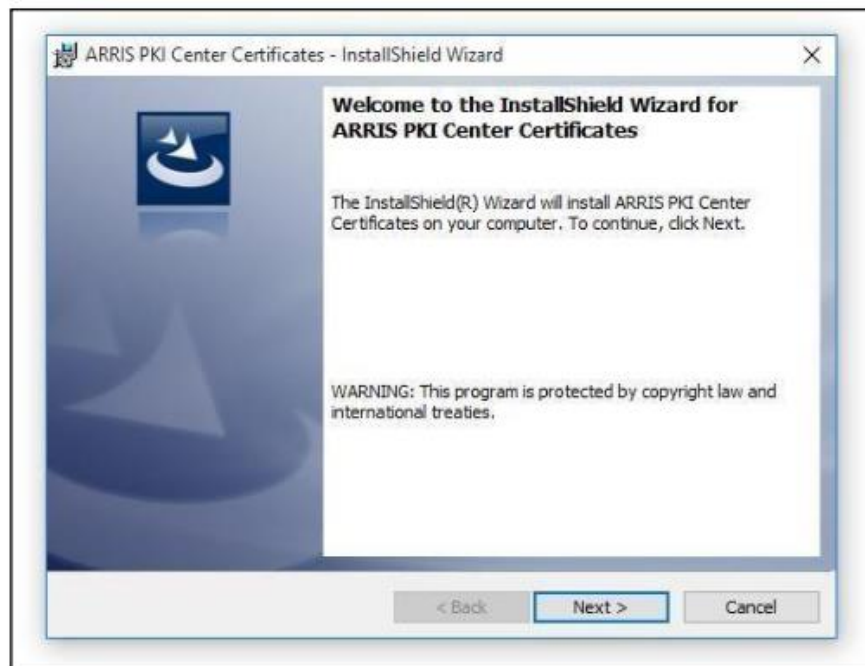 ARRIS PKI Center Certificates - InstallShield Wizard
Welcome to the InstallShield Wizard for
ARRIS PKI Center Certificates
The InstallShield(R) Wizard will install ARRIS PKI Center
Certificates on your computer. To continue, click Next.
WARNING: This program is protected by copyright law and
international treaties.
< Back
Next >
Cancel